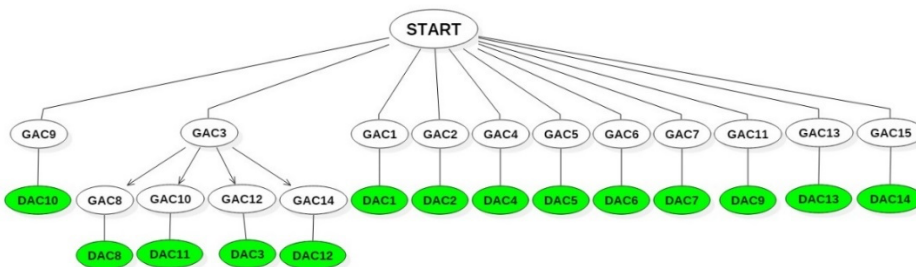 START
GAC9 GAC3 GAC1 GAC2 GAC4 GAC5 GAC6 GAC7 GAC11 GAC13 GAC15
DAC10 GAC8 GAC10 GAC12 GAC14 DAC1 DAC2 DAC4 DAC5 DAC6 DAC7 DAC9 DAC13 DAC14
DAC8 DAC11 DAC3 DAC12